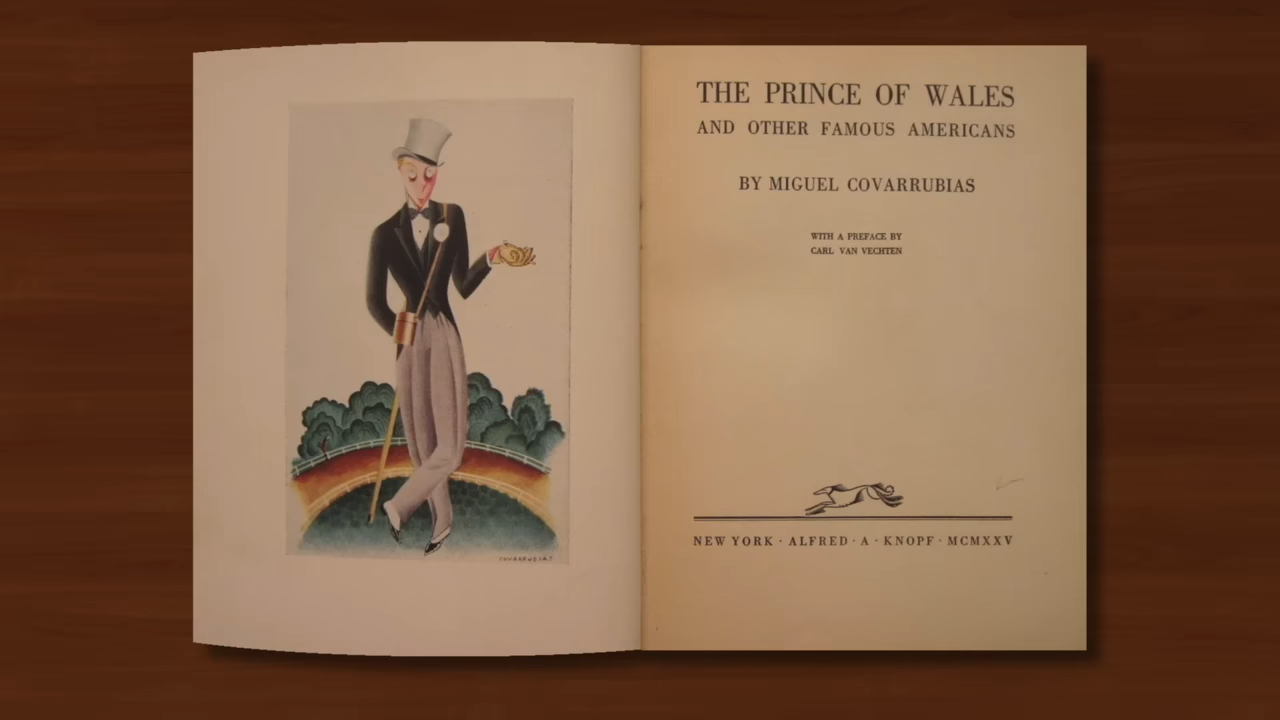 COVARRUBIAS
THE PRINCE OF WALES
AND OTHER FAMOUS AMERICANS
BY MIGUEL COVARRUBIAS
WITH A PREFACE BY
CARL VAN VECHTEN
NEW YORK · ALFRED · A · KNOPF · MCMXXV